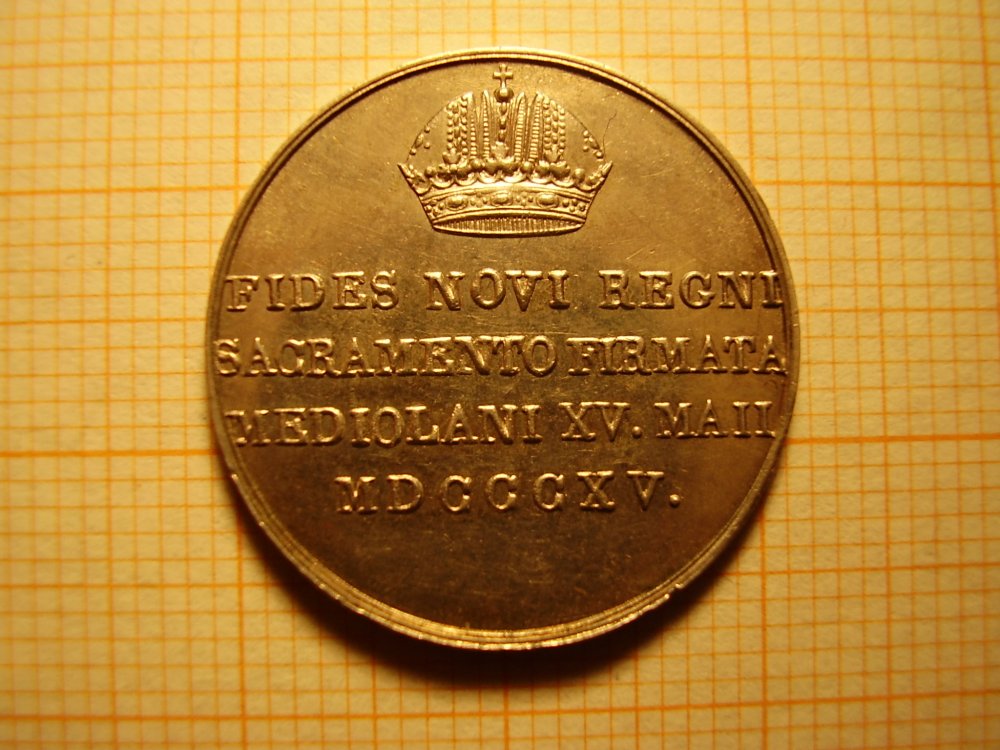 FIDES NOVI REGNI
SACRAMENTO FIRMATA
MEDIOLANI XV. MAII
MDCCCXV.